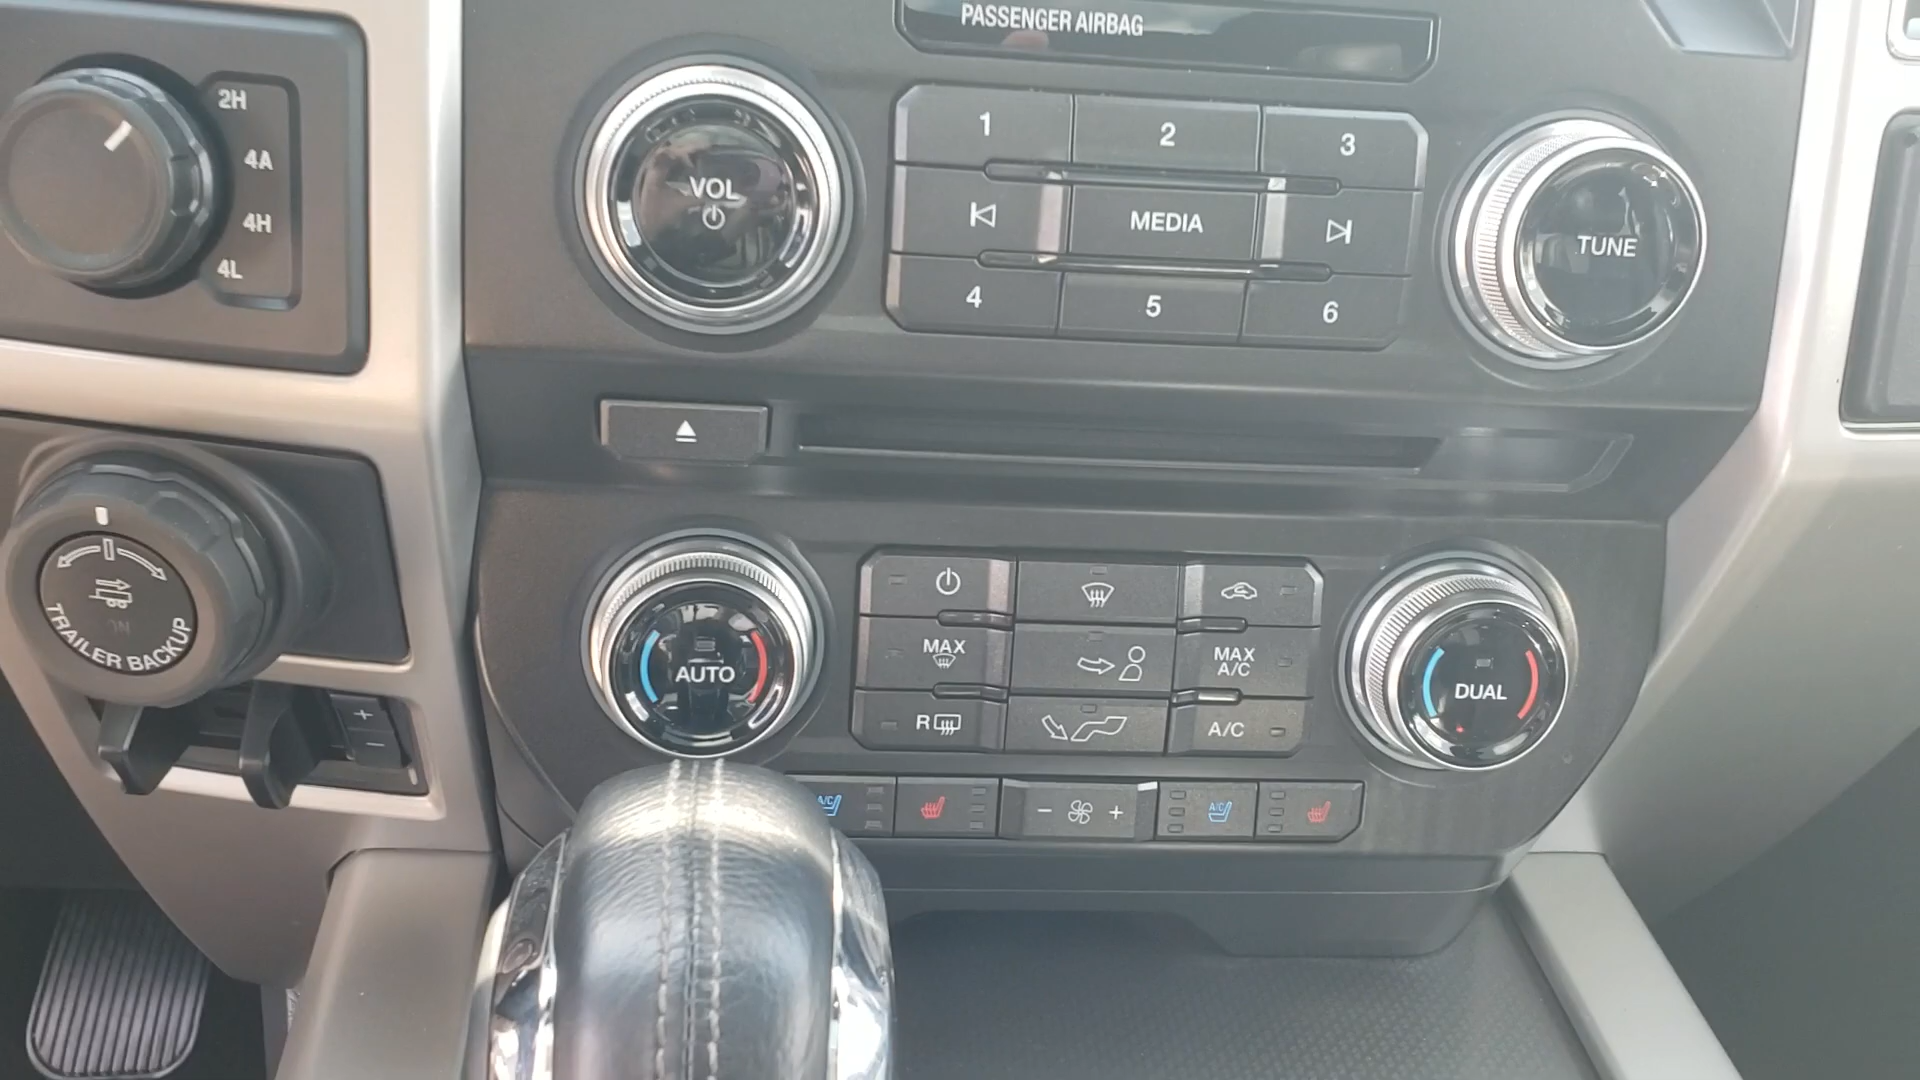 PASSENGER AIRBAG
2H
4A
4H
4L
VOL
1
2
3
MEDIA
4
5
6
TUNE
TRAILER BACKUP
AUTO
MAX
R
MAX
A/C
A/C
DUAL
+
-
A/C
- +
A/C